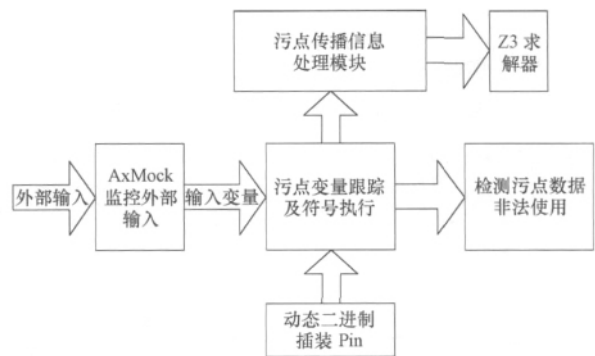 污点传播信息
处理模块
Z3 求
解器
外部输入
AxMock
监控外部
输入
输入变量
污点变量跟踪
及符号执行
检测污点数据
非法使用
动态二进制
插装 Pin